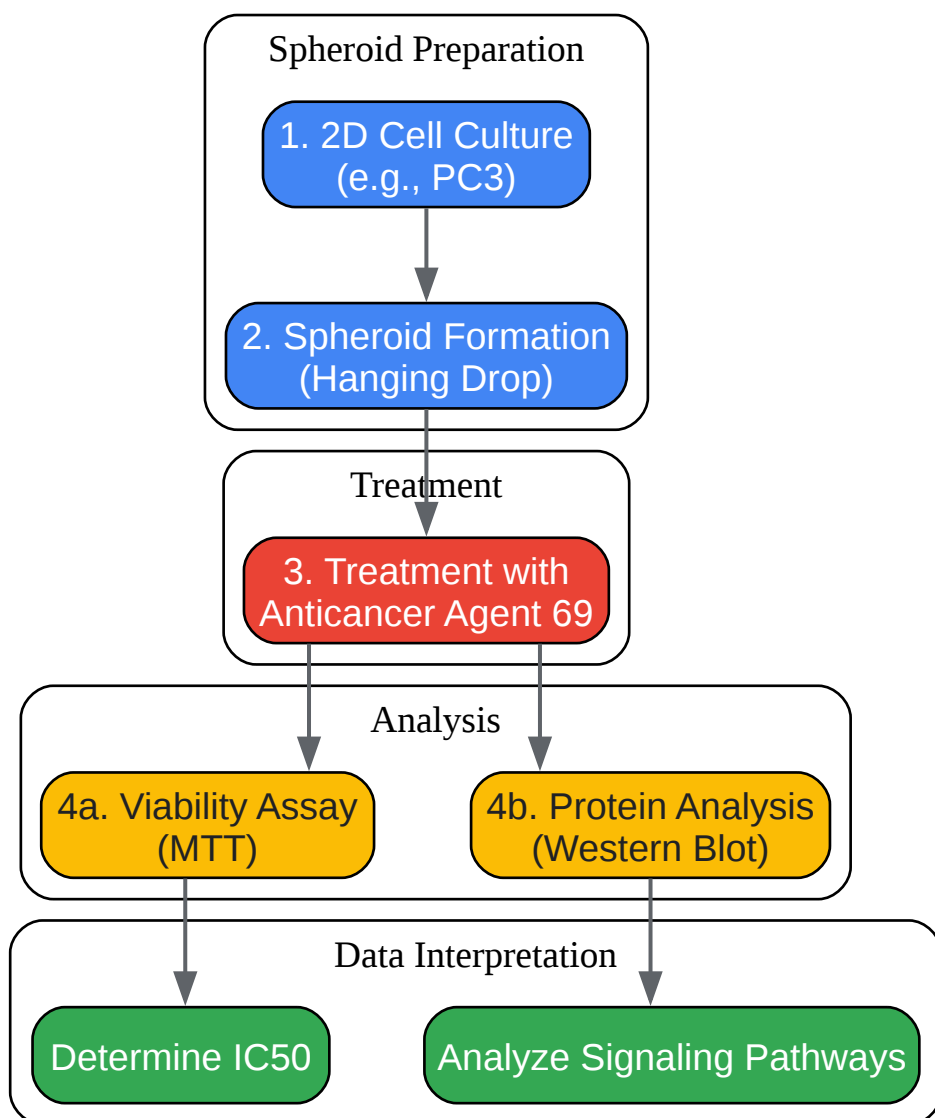 Spheroid Preparation
1. 2D Cell Culture
(e.g., PC3)
2. Spheroid Formation
(Hanging Drop)
Treatment
3. Treatment with
Anticancer Agent 69
Analysis
4a. Viability Assay
(MTT)
4b. Protein Analysis
(Western Blot)
Data Interpretation
Determine IC50
Analyze Signaling Pathways